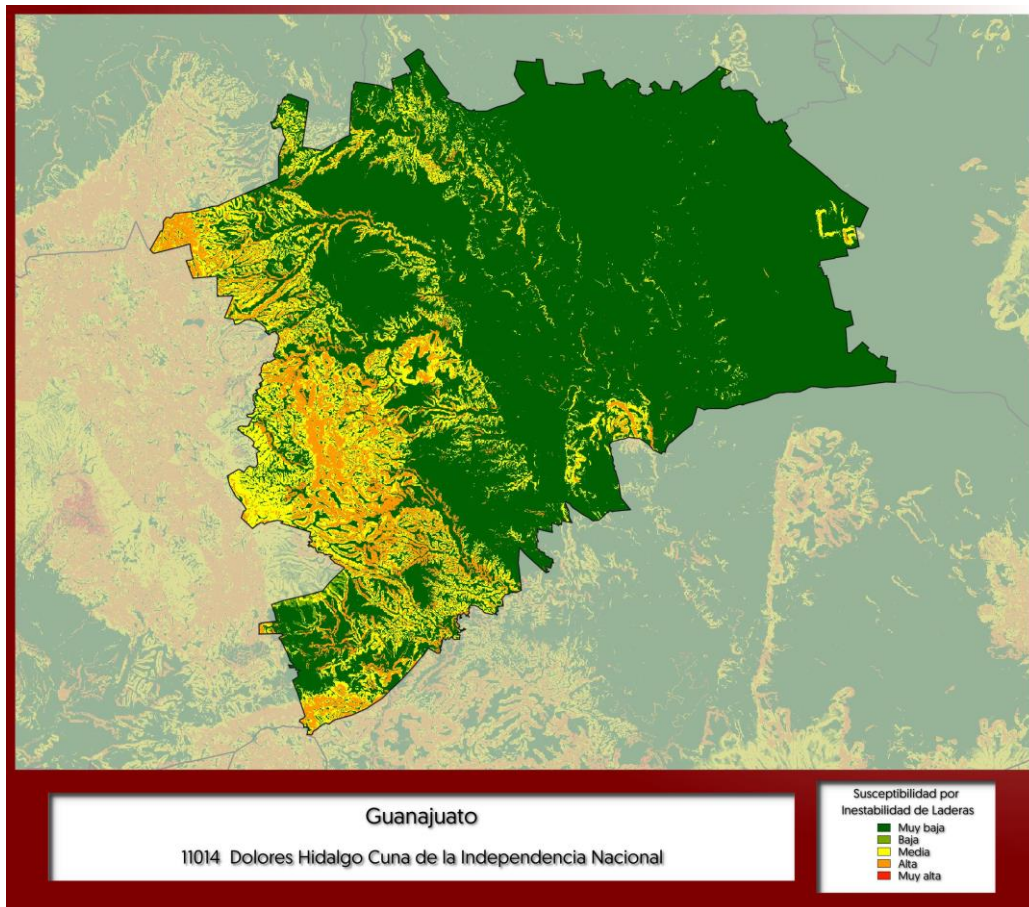 Guanajuato
11014 Dolores Hidalgo Cuna de la Independencia Nacional
Susceptibilidad por
Inestabilidad de Laderas
Muy baja
Baja
Media
Alta
Muy alta